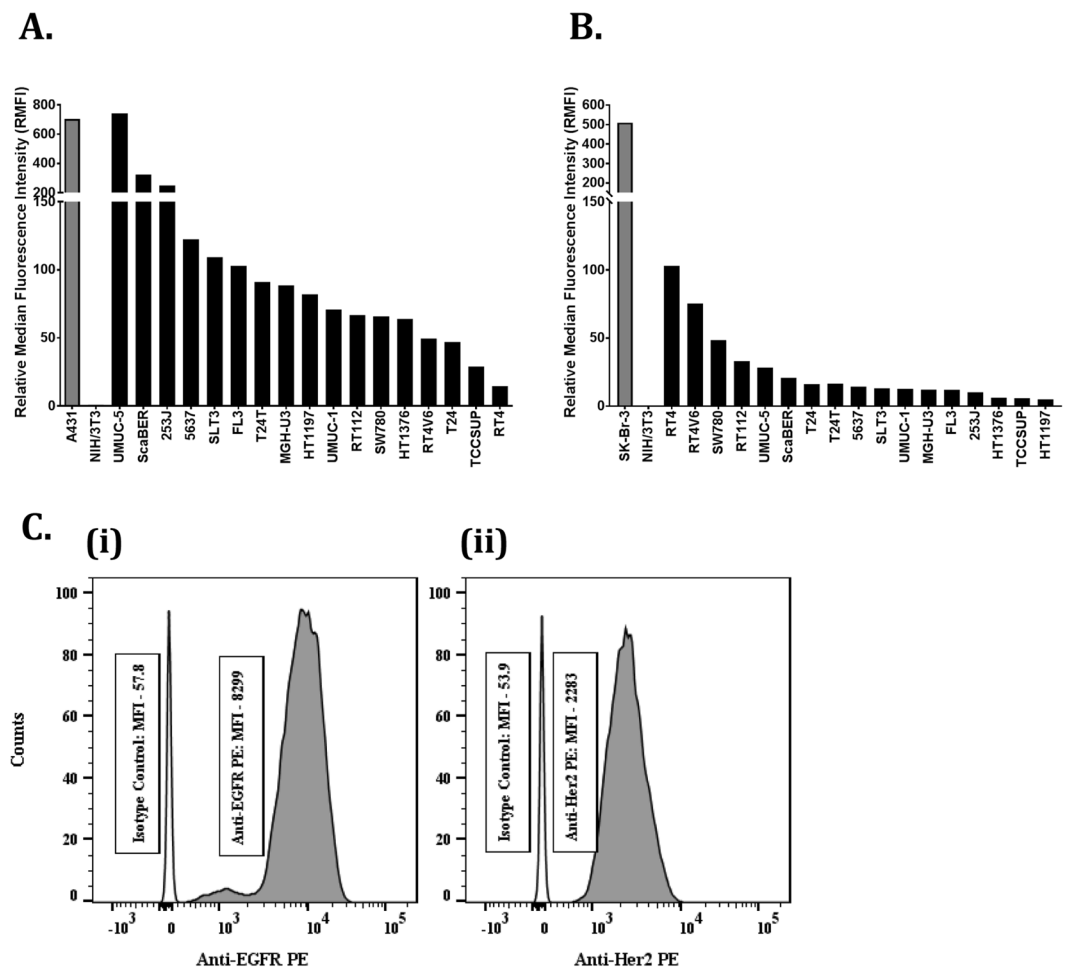 A.
Relative Median Fluorescence Intensity (RMFI)
800
600
400
200
150
100
50
0
A431
NIH/3T3
UMUC-5
ScaBER
253J
5637
SLT3
FL3
T24T
MGH-U3
HT1197
UMUC-1
RT112
SW780
HT1376
RT4V6
T24
TCCSUP
RT4
B.
Relative Median Fluorescence Intensity (RMFI)
600
500
400
300
200
150
100
50
0
SK-Br-3
NIH/3T3
RT4
RT4V6
SW780
RT112
UMUC-5
ScaBER
T24
T24T
5637
SLT3
UMUC-1
MGH-U3
FL3
253J
HT1376
TCCSUP
HT1197
C.
(i)
Counts
100
80
60
40
20
0
Isotype Control: MFI - 57.8
Anti-EGFR PE: MFI - 8299
-10³ 0 10³ 10⁴ 10⁵
Anti-EGFR PE
(ii)
100
80
60
40
20
0
Isotype Control: MFI - 53.9
Anti-Her2 PE: MFI - 2283
-10³ 0 10³ 10⁴ 10⁵
Anti-Her2 PE